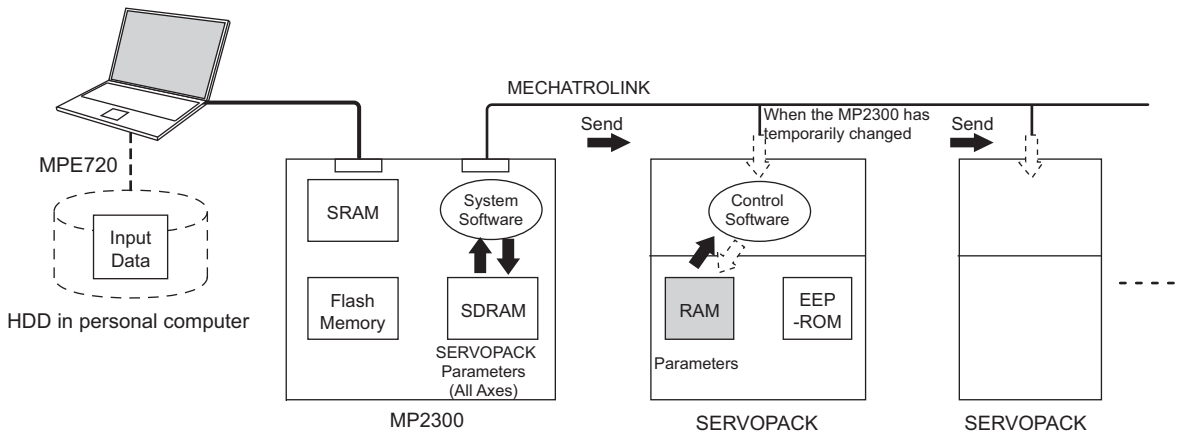 MECHATROLINK
When the MP2300 has
temporarily changed
Send
Send
MPE720
Input
Data
HDD in personal computer
SRAM
System
Software
Flash
Memory
SDRAM
SERVOPACK
Parameters
(All Axes)
MP2300
Control
Software
RAM
EEP
-ROM
Parameters
SERVOPACK
SERVOPACK